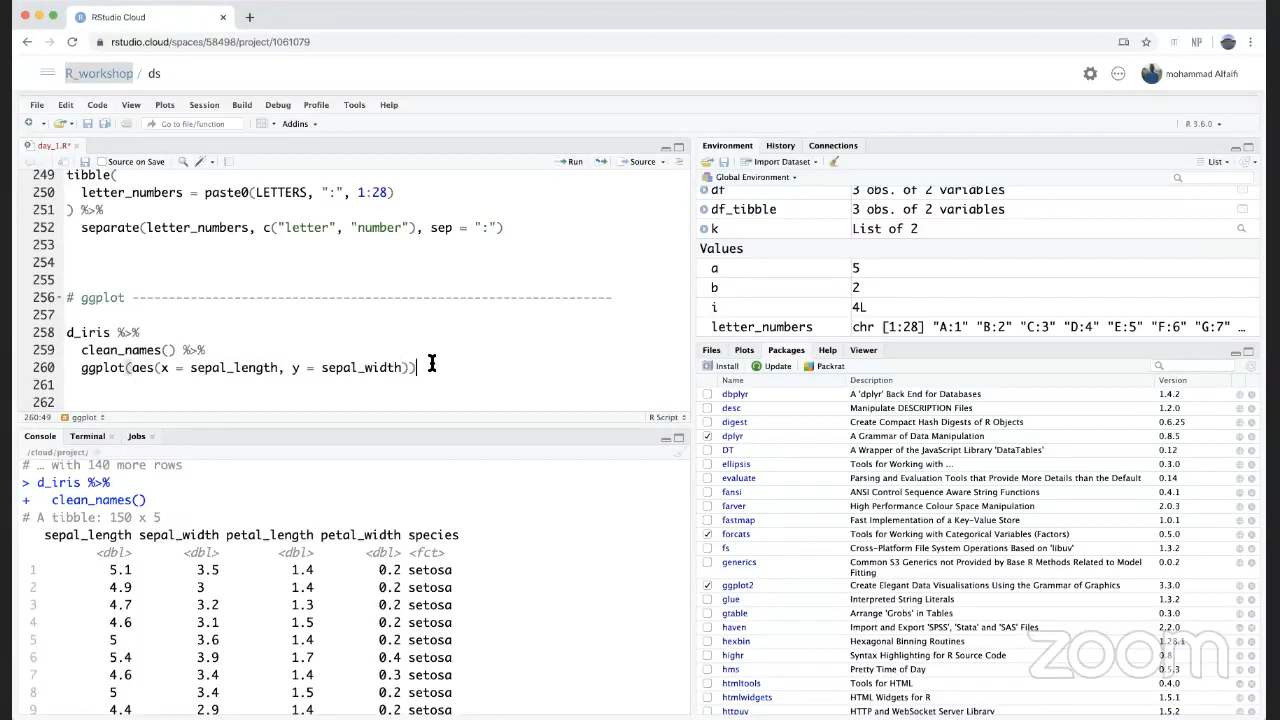 RStudio Cloud
rstudio.cloud/spaces/58498/project/1061079
NP
R_workshop / ds
mohammad Alfaifi
File Edit Code View Plots Session Build Debug Profile Tools Help
Go to file/function Addins
R 3.6.0
day_1.R*
Source on Save Run Source
249 tibble(
250 letter_numbers = paste0(LETTERS, ":", 1:28)
251 ) %>%
252 separate(letter_numbers, c("letter", "number"), sep = ":")
253
254
255
256 # ggplot -------------------------------------------------------------------
257
258 d_iris %>%
259 clean_names() %>%
260 ggplot(aes(x = sepal_length, y = sepal_width))
261
262
260:49 ggplot R Script
Console Terminal Jobs
/cloud/project/
# … with 140 more rows
> d_iris %>%
+ clean_names()
# A tibble: 150 x 5
sepal_length sepal_width petal_length petal_width species
<dbl> <dbl> <dbl> <dbl> <fct>
1 5.1 3.5 1.4 0.2 setosa
2 4.9 3 1.4 0.2 setosa
3 4.7 3.2 1.3 0.2 setosa
4 4.6 3.1 1.5 0.2 setosa
5 5 3.6 1.4 0.2 setosa
6 5.4 3.9 1.7 0.4 setosa
7 4.6 3.4 1.4 0.3 setosa
8 5 3.4 1.5 0.2 setosa
9 4.4 2.9 1.4 0.2 setosa
Environment History Connections
Import Dataset List
Global Environment
df 3 obs. of 2 variables
df_tibble 3 obs. of 2 variables
k List of 2
Values
a 5
b 2
i 4L
letter_numbers chr [1:28] "A:1" "B:2" "C:3" "D:4" "E:5" "F:6" "G:7" …
Files Plots Packages Help Viewer
Install Update Packrat
Name Description Version
dbplyr A 'dplyr' Back End for Databases 1.4.2
desc Manipulate DESCRIPTION Files 1.2.0
digest Create Compact Hash Digests of R Objects 0.6.25
dplyr A Grammar of Data Manipulation 0.8.5
DT A Wrapper of the JavaScript Library 'DataTables' 0.12
ellipsis Tools for Working with ... 0.3.0
evaluate Parsing and Evaluation Tools that Provide More Details than the Default 0.14
fansi ANSI Control Sequence Aware String Functions 0.4.1
farver High Performance Colour Space Manipulation 2.0.3
fastmap Fast Implementation of a Key-Value Store 1.0.1
forcats Tools for Working with Categorical Variables (Factors) 0.5.0
fs Cross-Platform File System Operations Based on 'libuv' 1.3.2
generics Common S3 Generics not Provided by Base R Methods Related to Model 0.0.2
Fitting
ggplot2 Create Elegant Data Visualisations Using the Grammar of Graphics 3.3.0
glue Interpreted String Literals 1.3.2
gtable Arrange 'Grobs' in Tables 0.3.0
haven Import and Export 'SPSS', 'Stata' and 'SAS' Files 2.2.0
hexbin Hexagonal Binning Routines 1.28.1
highr Syntax Highlighting for R Source Code 0.8
hms Pretty Time of Day 0.5.3
htmltools Tools for HTML 0.4.0
htmlwidgets HTML Widgets for R 1.5.1
httpuv HTTP and WebSocket Server Library 1.5.2
zoom